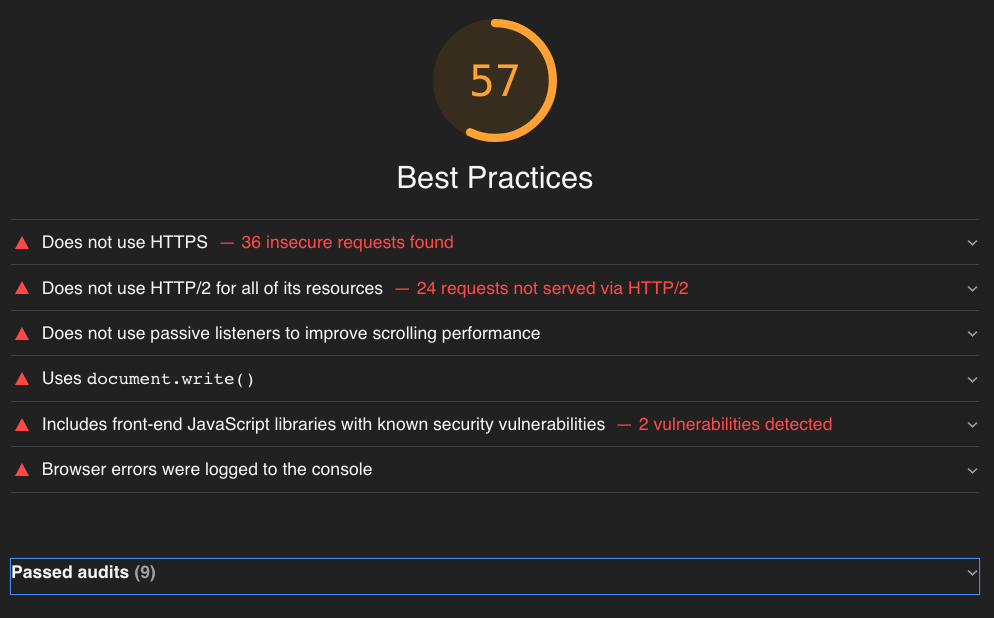 57
Best Practices
Does not use HTTPS — 36 insecure requests found
Does not use HTTP/2 for all of its resources — 24 requests not served via HTTP/2
Does not use passive listeners to improve scrolling performance
Uses document.write()
Includes front-end JavaScript libraries with known security vulnerabilities — 2 vulnerabilities detected
Browser errors were logged to the console
Passed audits (9)